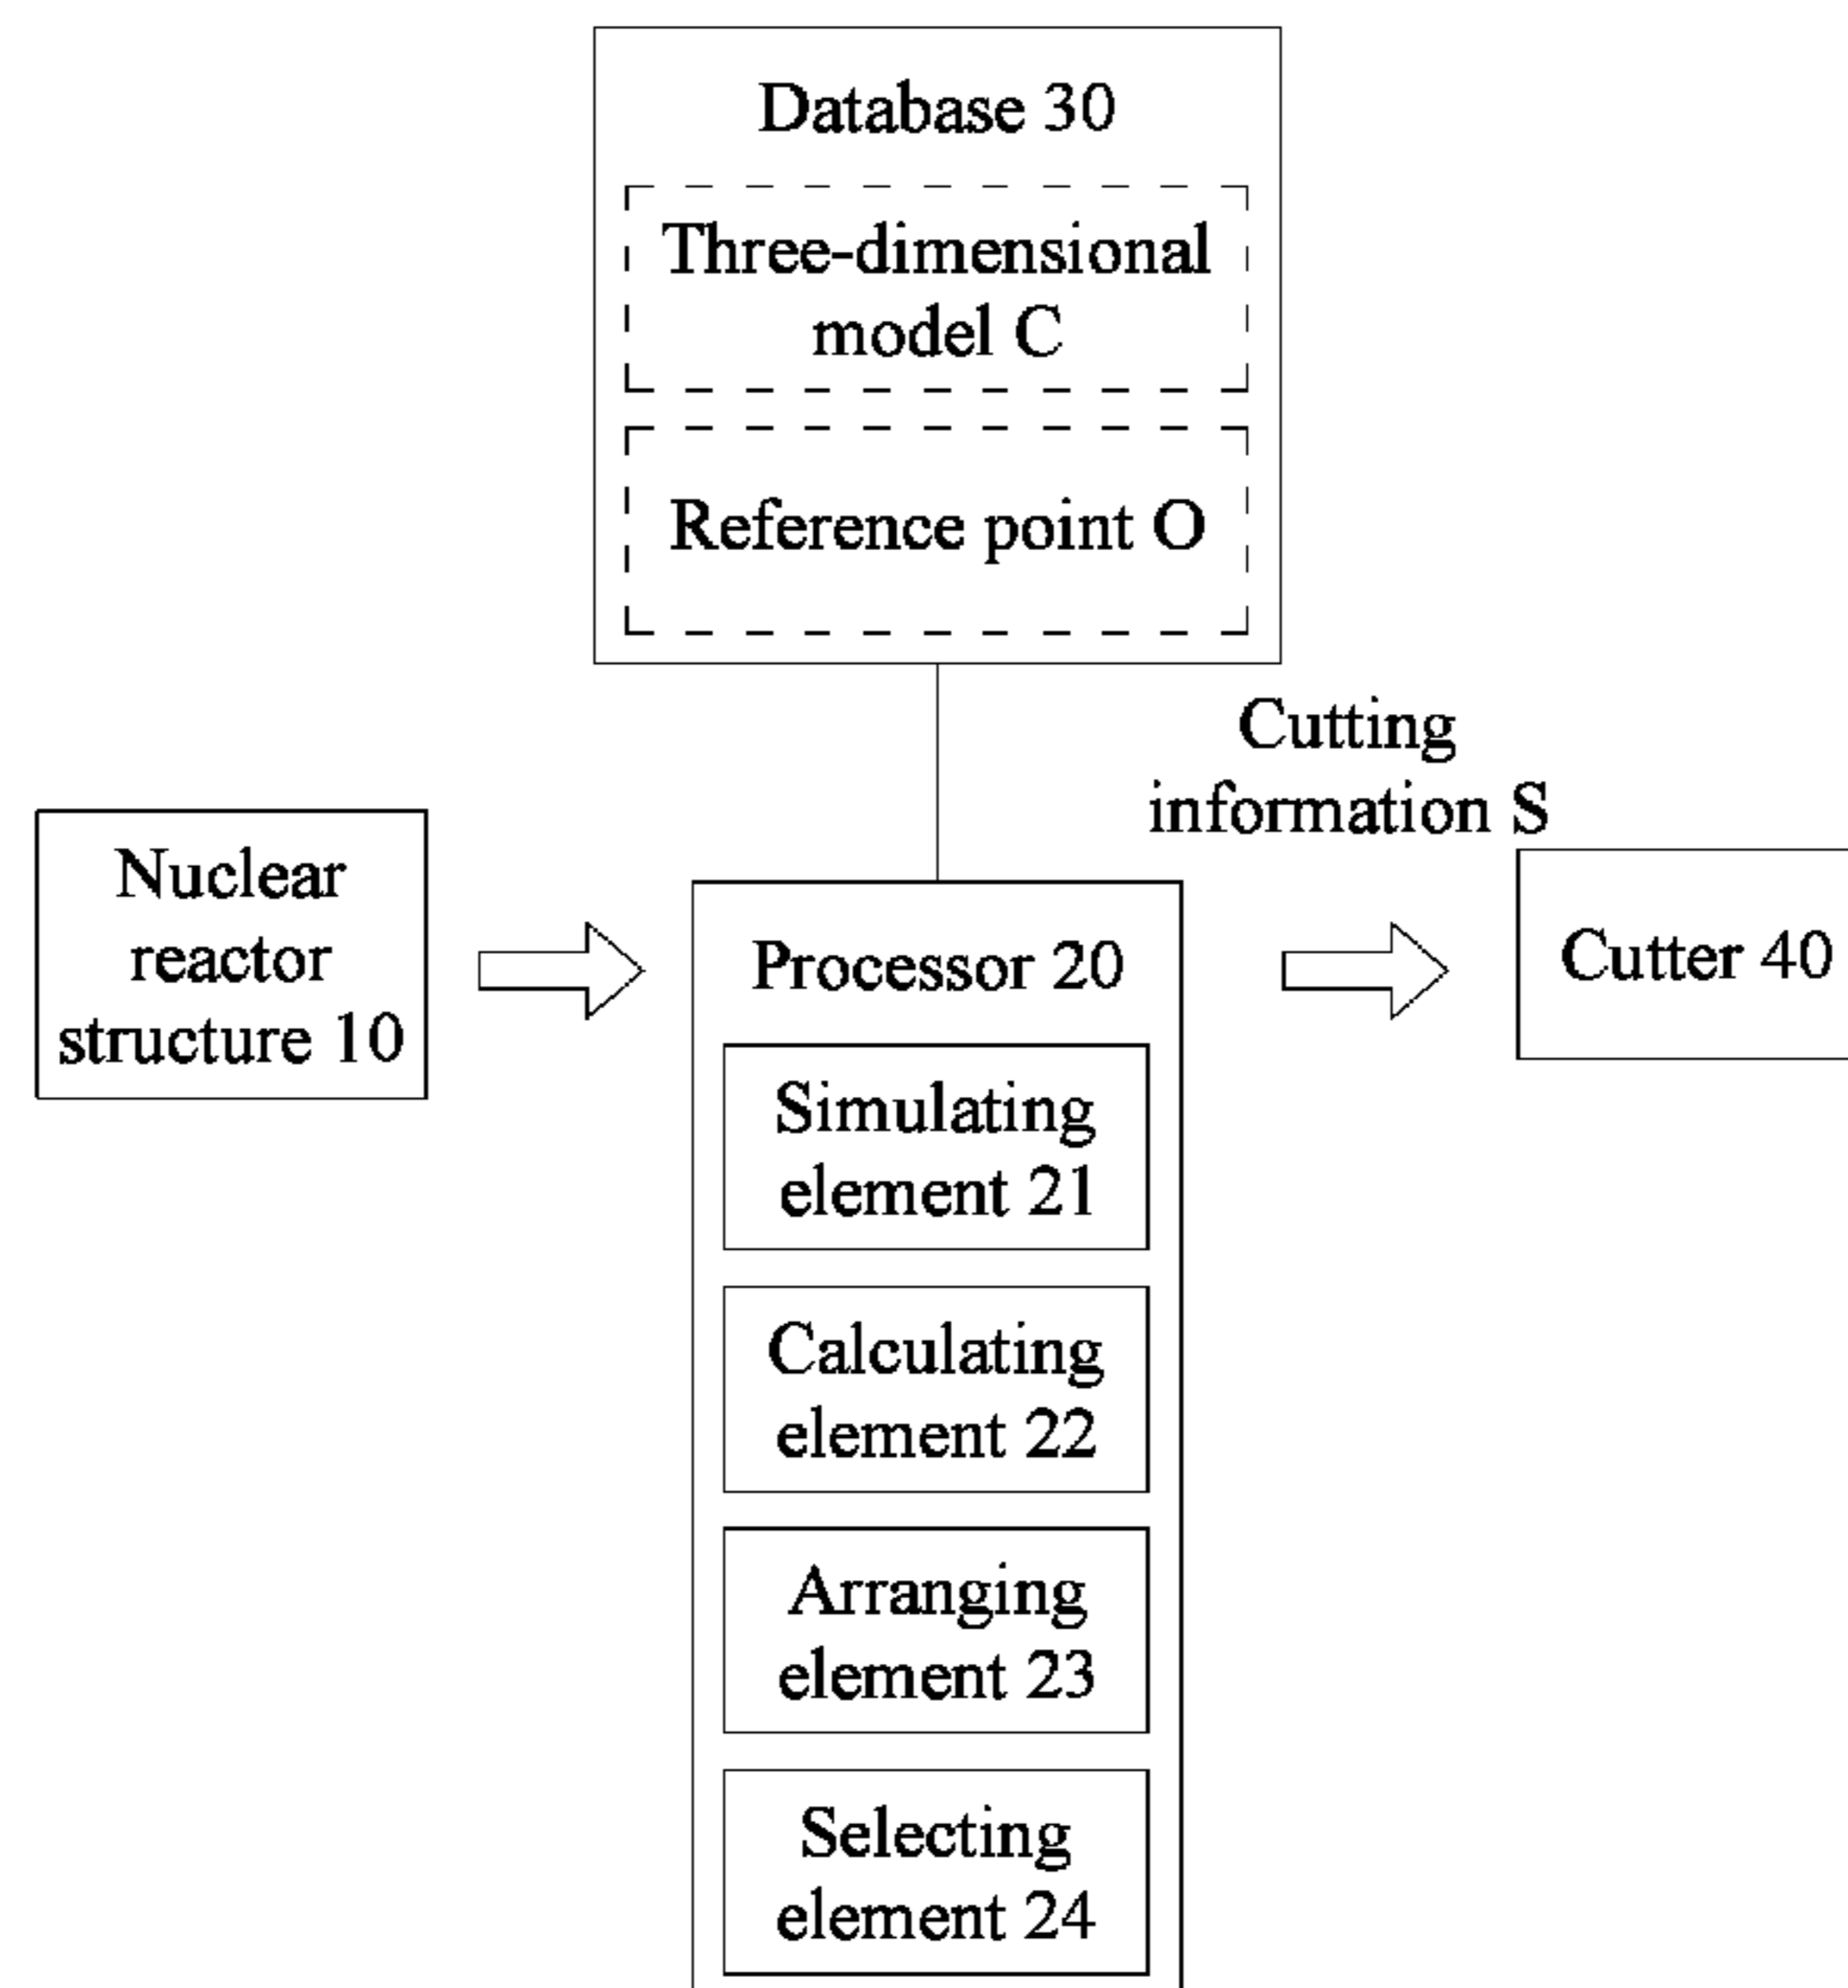 Database 30
Three-dimensional
model C
Reference point O
Cutting
information S
Nuclear
reactor
structure 10
Processor 20
Cutter 40
Simulating
element 21
Calculating
element 22
Arranging
element 23
Selecting
element 24